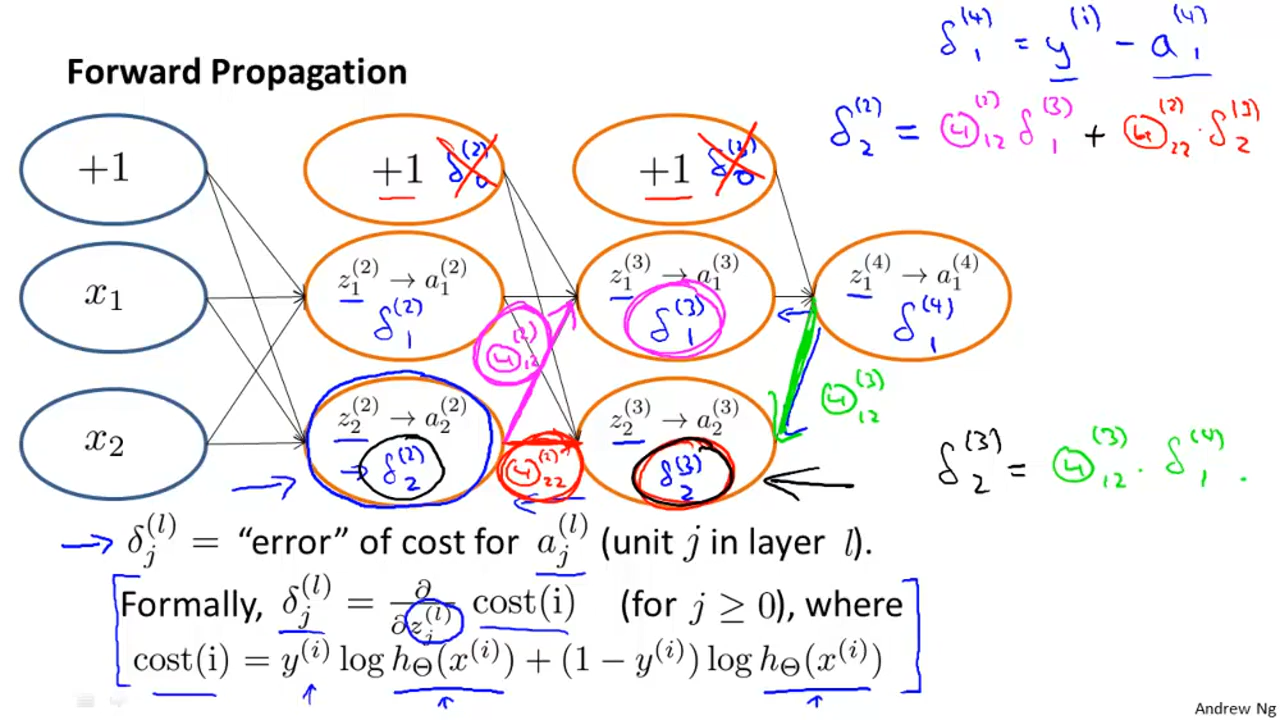 δ₁⁽⁴⁾ = y⁽ⁱ⁾ − a₁⁽⁴⁾
Forward Propagation
δ₂⁽²⁾ = Θ₁₂⁽²⁾ δ₁⁽³⁾ + Θ₂₂⁽²⁾ · δ₂⁽³⁾
+1
+1 δ₀⁽²⁾
+1 δ₀⁽³⁾
x₁
z₁⁽²⁾ → a₁⁽²⁾
δ₁⁽²⁾
Θ₁₂⁽²⁾
z₁⁽³⁾ → a₁⁽³⁾
δ₁⁽³⁾
z₁⁽⁴⁾ → a₁⁽⁴⁾
δ₁⁽⁴⁾
Θ₁₂⁽³⁾
x₂
z₂⁽²⁾ → a₂⁽²⁾
→ δ₂⁽²⁾
Θ₂₂⁽²⁾
z₂⁽³⁾ → a₂⁽³⁾
δ₂⁽³⁾
δ₂⁽³⁾ = Θ₁₂⁽³⁾ · δ₁⁽⁴⁾ .
→ δⱼ⁽ˡ⁾ = “error” of cost for aⱼ⁽ˡ⁾ (unit j in layer l).
Formally, δⱼ⁽ˡ⁾ = ∂/∂zⱼ⁽ˡ⁾ cost(i) (for j ≥ 0), where
cost(i) = y⁽ⁱ⁾ log h_Θ(x⁽ⁱ⁾) + (1 − y⁽ⁱ⁾) log h_Θ(x⁽ⁱ⁾)
Andrew Ng